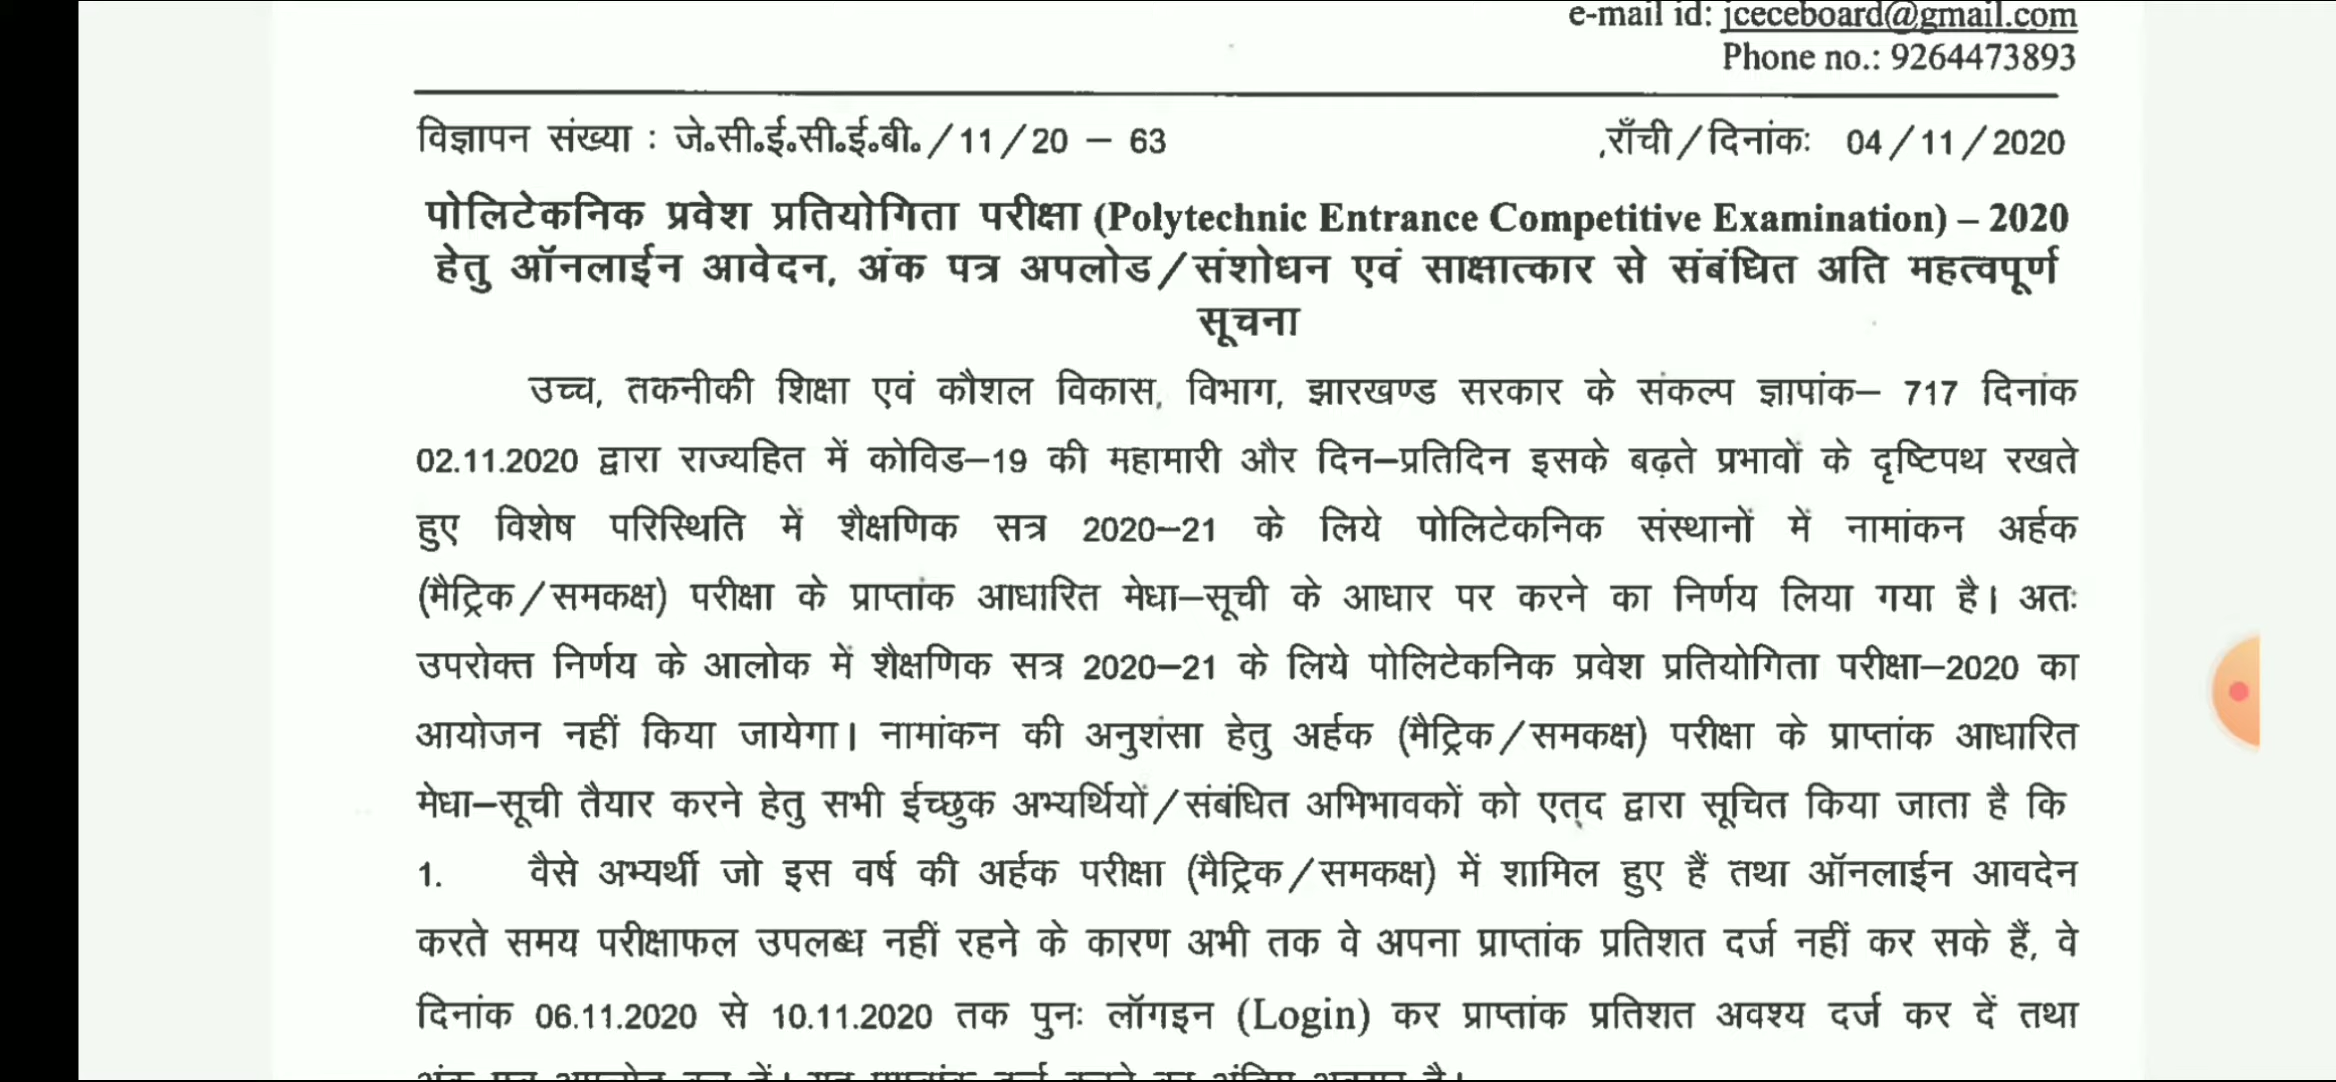 e-mail id: jceceboard@gmail.com
Phone no.: 9264473893
विज्ञापन संख्या : जे॰सी॰ई॰सी॰ई॰बी॰/11/20 – 63 राँची/दिनांकः 04/11/2020
पोलिटेकनिक प्रवेश प्रतियोगिता परीक्षा (Polytechnic Entrance Competitive Examination) – 2020
हेतु ऑनलाईन आवेदन, अंक पत्र अपलोड/संशोधन एवं साक्षात्कार से संबंधित अति महत्वपूर्ण
सूचना
उच्च, तकनीकी शिक्षा एवं कौशल विकास, विभाग, झारखण्ड सरकार के संकल्प ज्ञापांक– 717 दिनांक
02.11.2020 द्वारा राज्यहित में कोविड–19 की महामारी और दिन–प्रतिदिन इसके बढ़ते प्रभावों के दृष्टिपथ रखते
हुए विशेष परिस्थिति में शैक्षणिक सत्र 2020–21 के लिये पोलिटेकनिक संस्थानों में नामांकन अर्हक
(मैट्रिक/समकक्ष) परीक्षा के प्राप्तांक आधारित मेधा–सूची के आधार पर करने का निर्णय लिया गया है। अतः
उपरोक्त निर्णय के आलोक में शैक्षणिक सत्र 2020–21 के लिये पोलिटेकनिक प्रवेश प्रतियोगिता परीक्षा–2020 का
आयोजन नहीं किया जायेगा। नामांकन की अनुशंसा हेतु अर्हक (मैट्रिक/समकक्ष) परीक्षा के प्राप्तांक आधारित
मेधा–सूची तैयार करने हेतु सभी ईच्छुक अभ्यर्थियों/संबंधित अभिभावकों को एतद् द्वारा सूचित किया जाता है कि
1. वैसे अभ्यर्थी जो इस वर्ष की अर्हक परीक्षा (मैट्रिक/समकक्ष) में शामिल हुए हैं तथा ऑनलाईन आवदेन
करते समय परीक्षाफल उपलब्ध नहीं रहने के कारण अभी तक वे अपना प्राप्तांक प्रतिशत दर्ज नहीं कर सके हैं, वे
दिनांक 06.11.2020 से 10.11.2020 तक पुनः लॉगइन (Login) कर प्राप्तांक प्रतिशत अवश्य दर्ज कर दें तथा